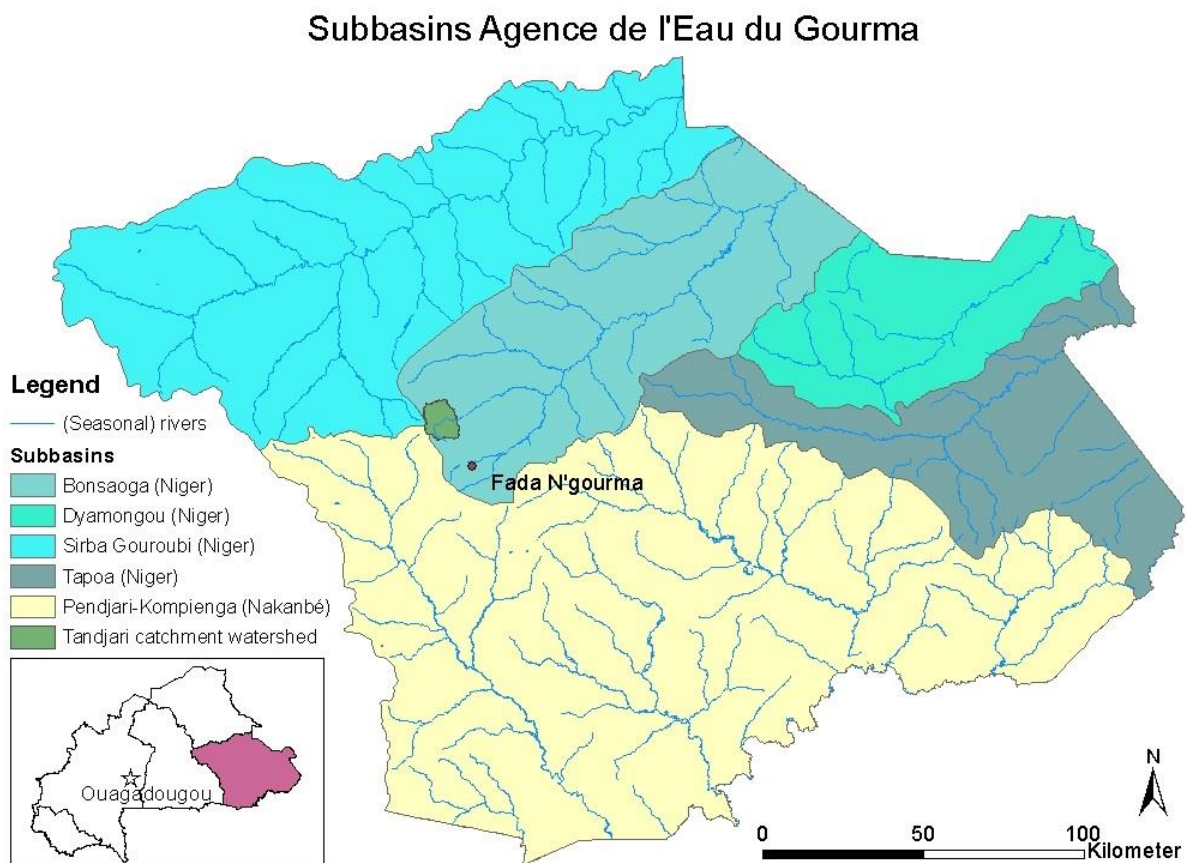 Subbasins Agence de l'Eau du Gourma
Legend
(Seasonal) rivers
Subbasins
Bonsaoga (Niger)
Dyamongou (Niger)
Sirba Gouroubi (Niger)
Tapoa (Niger)
Pendjari-Kompienga (Nakanbé)
Tandjari catchment watershed
Fada N'gourma
Ouagadougou
N
0 50 100
Kilometer